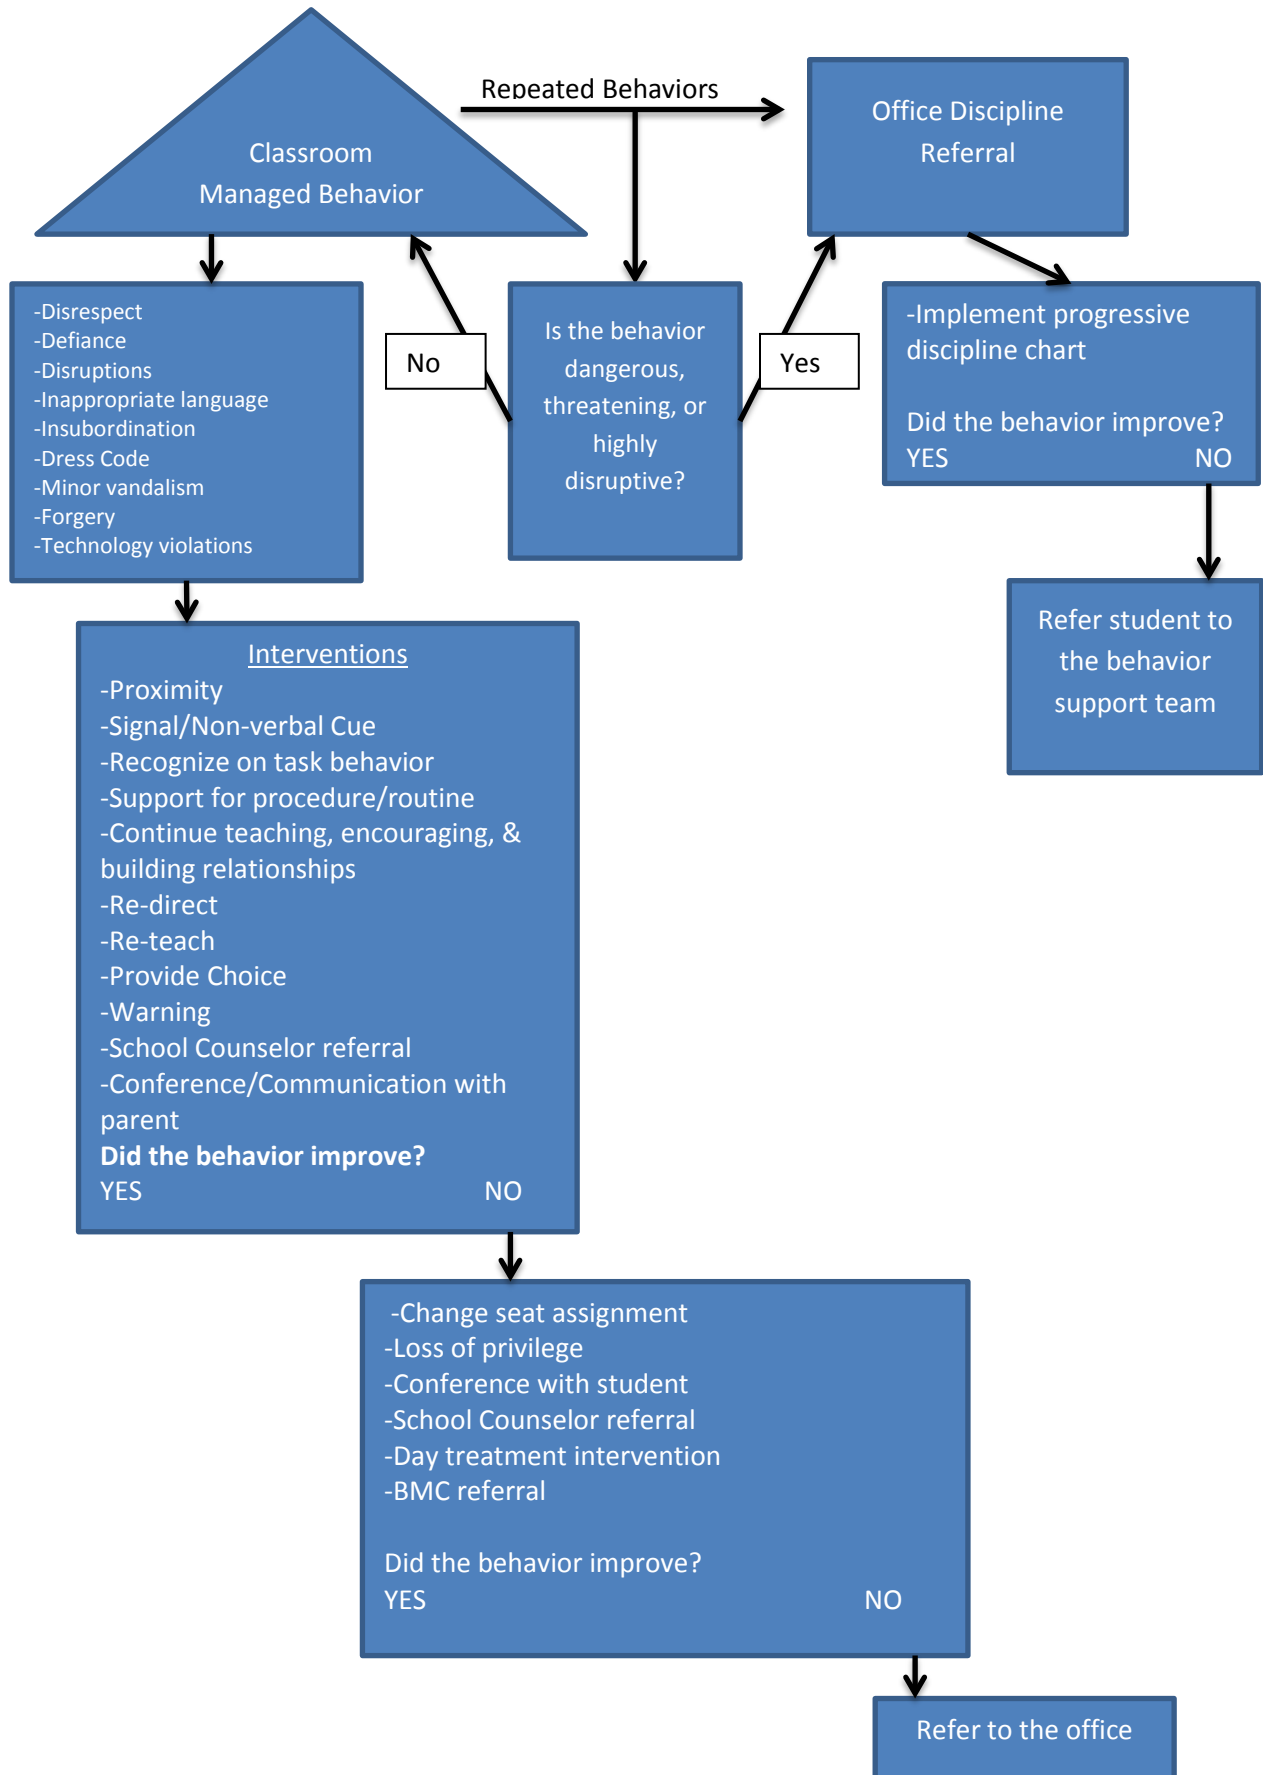 Repeated Behaviors
Classroom
Managed Behavior
Office Discipline
Referral
-Disrespect
-Defiance
-Disruptions
-Inappropriate language
-Insubordination
-Dress Code
-Minor vandalism
-Forgery
-Technology violations
No
Is the behavior
dangerous,
threatening, or
highly
disruptive?
Yes
-Implement progressive
discipline chart
Did the behavior improve?
YES NO
Refer student to
the behavior
support team
Interventions
-Proximity
-Signal/Non-verbal Cue
-Recognize on task behavior
-Support for procedure/routine
-Continue teaching, encouraging, &
building relationships
-Re-direct
-Re-teach
-Provide Choice
-Warning
-School Counselor referral
-Conference/Communication with
parent
Did the behavior improve?
YES NO
-Change seat assignment
-Loss of privilege
-Conference with student
-School Counselor referral
-Day treatment intervention
-BMC referral
Did the behavior improve?
YES NO
Refer to the office